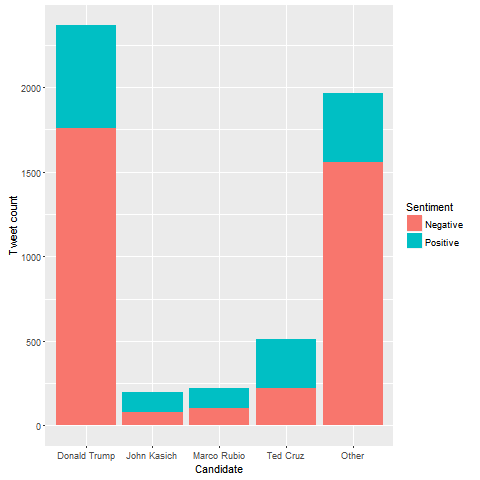 2000
1500
1000
500
0
Tweet count
Donald Trump
John Kasich
Marco Rubio
Ted Cruz
Other
Candidate
Sentiment
Negative
Positive